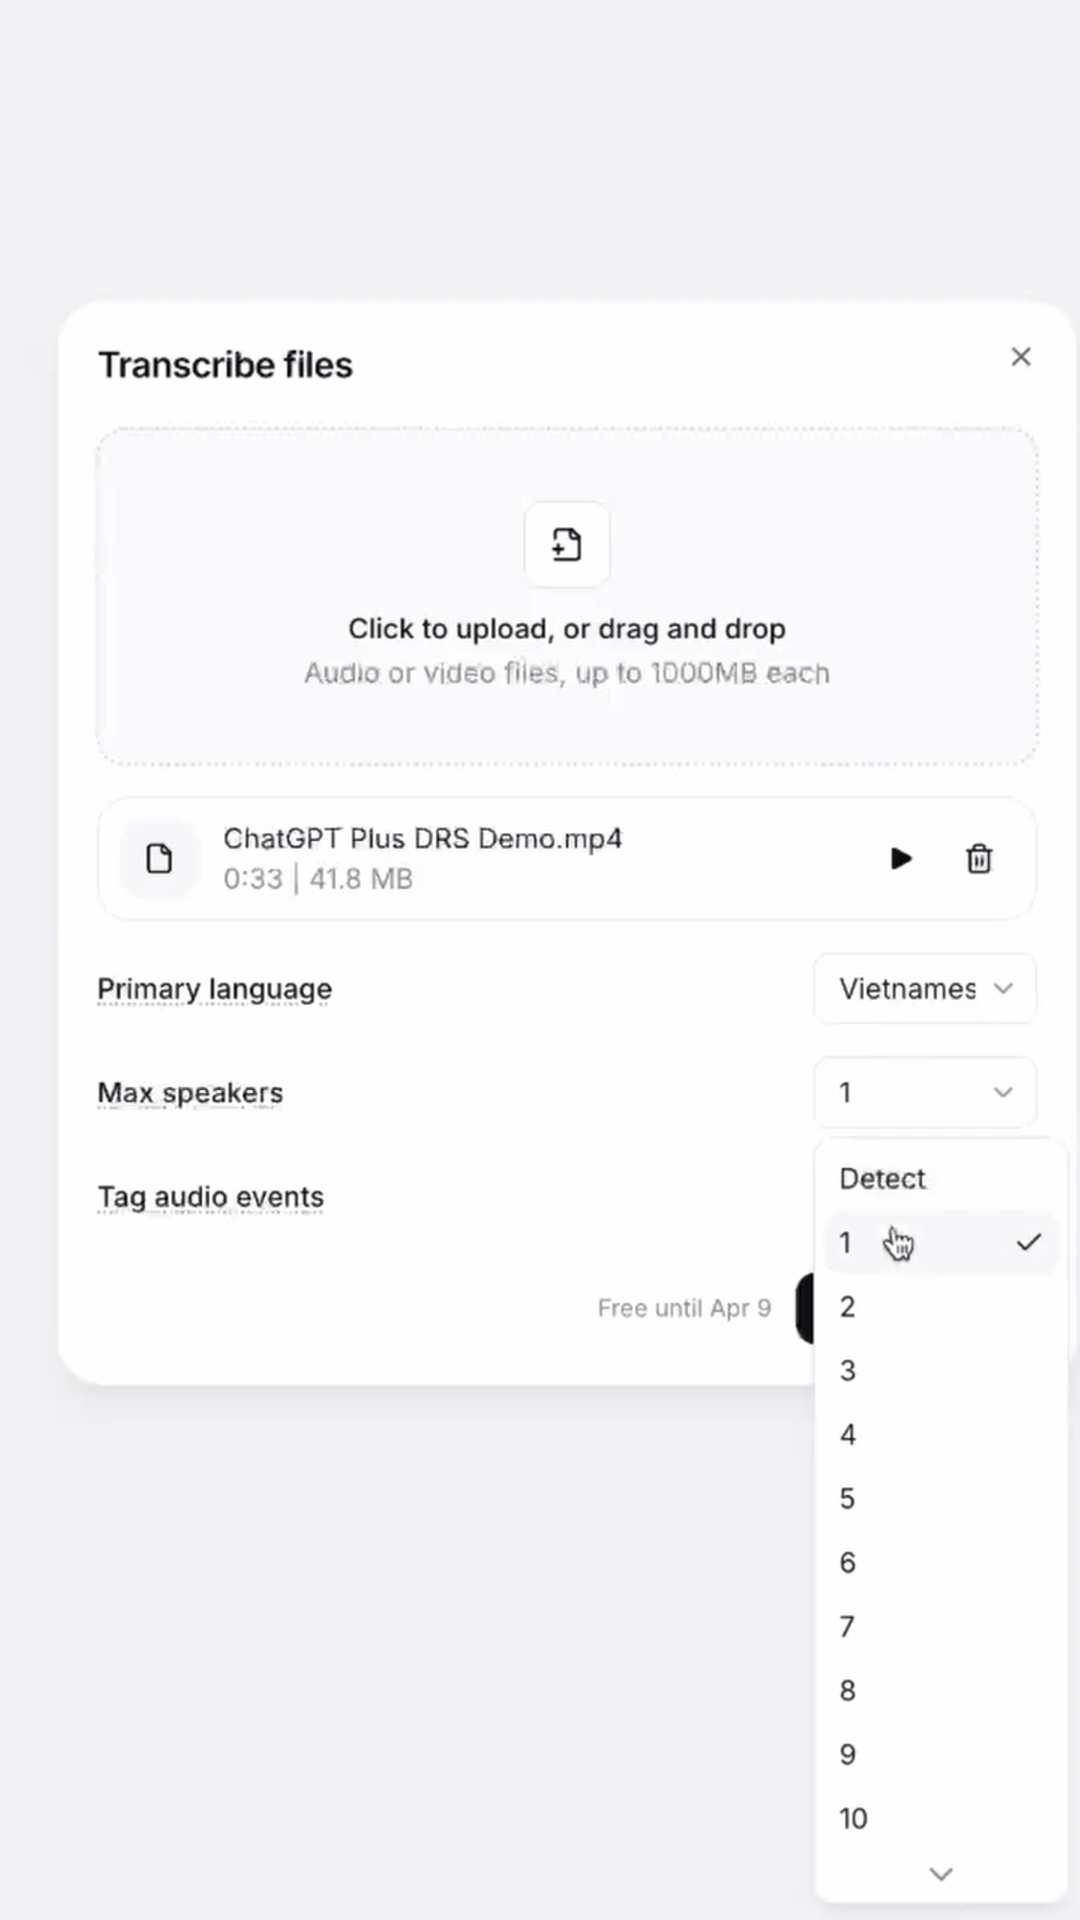 Transcribe files
Click to upload, or drag and drop
Audio or video files, up to 1000MB each
ChatGPT Plus DRS Demo.mp4
0:33 | 41.8 MB
Primary language
Vietnames
Max speakers
1
Detect
Tag audio events
1
Free until Apr 9
2
3
4
5
6
7
8
9
10